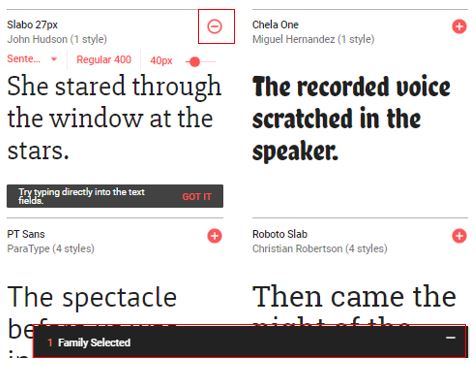 Slabo 27px
John Hudson (1 style)
Sente...
Regular 400
40px
She stared through
the window at the
stars.
Try typing directly into the text
fields.
GOT IT
Chela One
Miguel Hernandez (1 style)
The recorded voice
scratched in the
speaker.
PT Sans
ParaType (4 styles)
The spectacle
Roboto Slab
Christian Robertson (4 styles)
Then came the
night of the
1 Family Selected